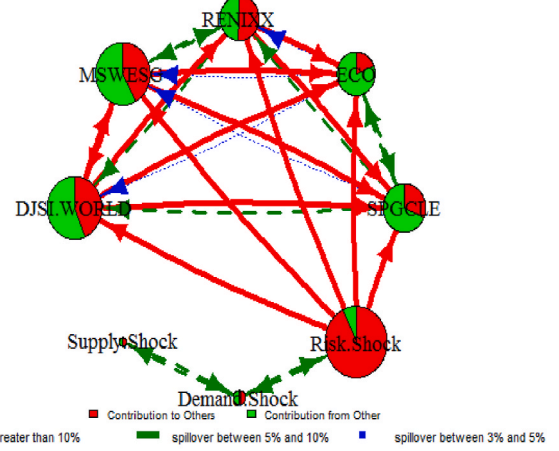 RENIXX
MSWESG
ECO
DJSI.WORLD
SPGCLE
Supply.Shock
Risk.Shock
Demand.Shock
Contribution to Others
Contribution from Other
reater than 10%
spillover between 5% and 10%
spillover between 3% and 5%